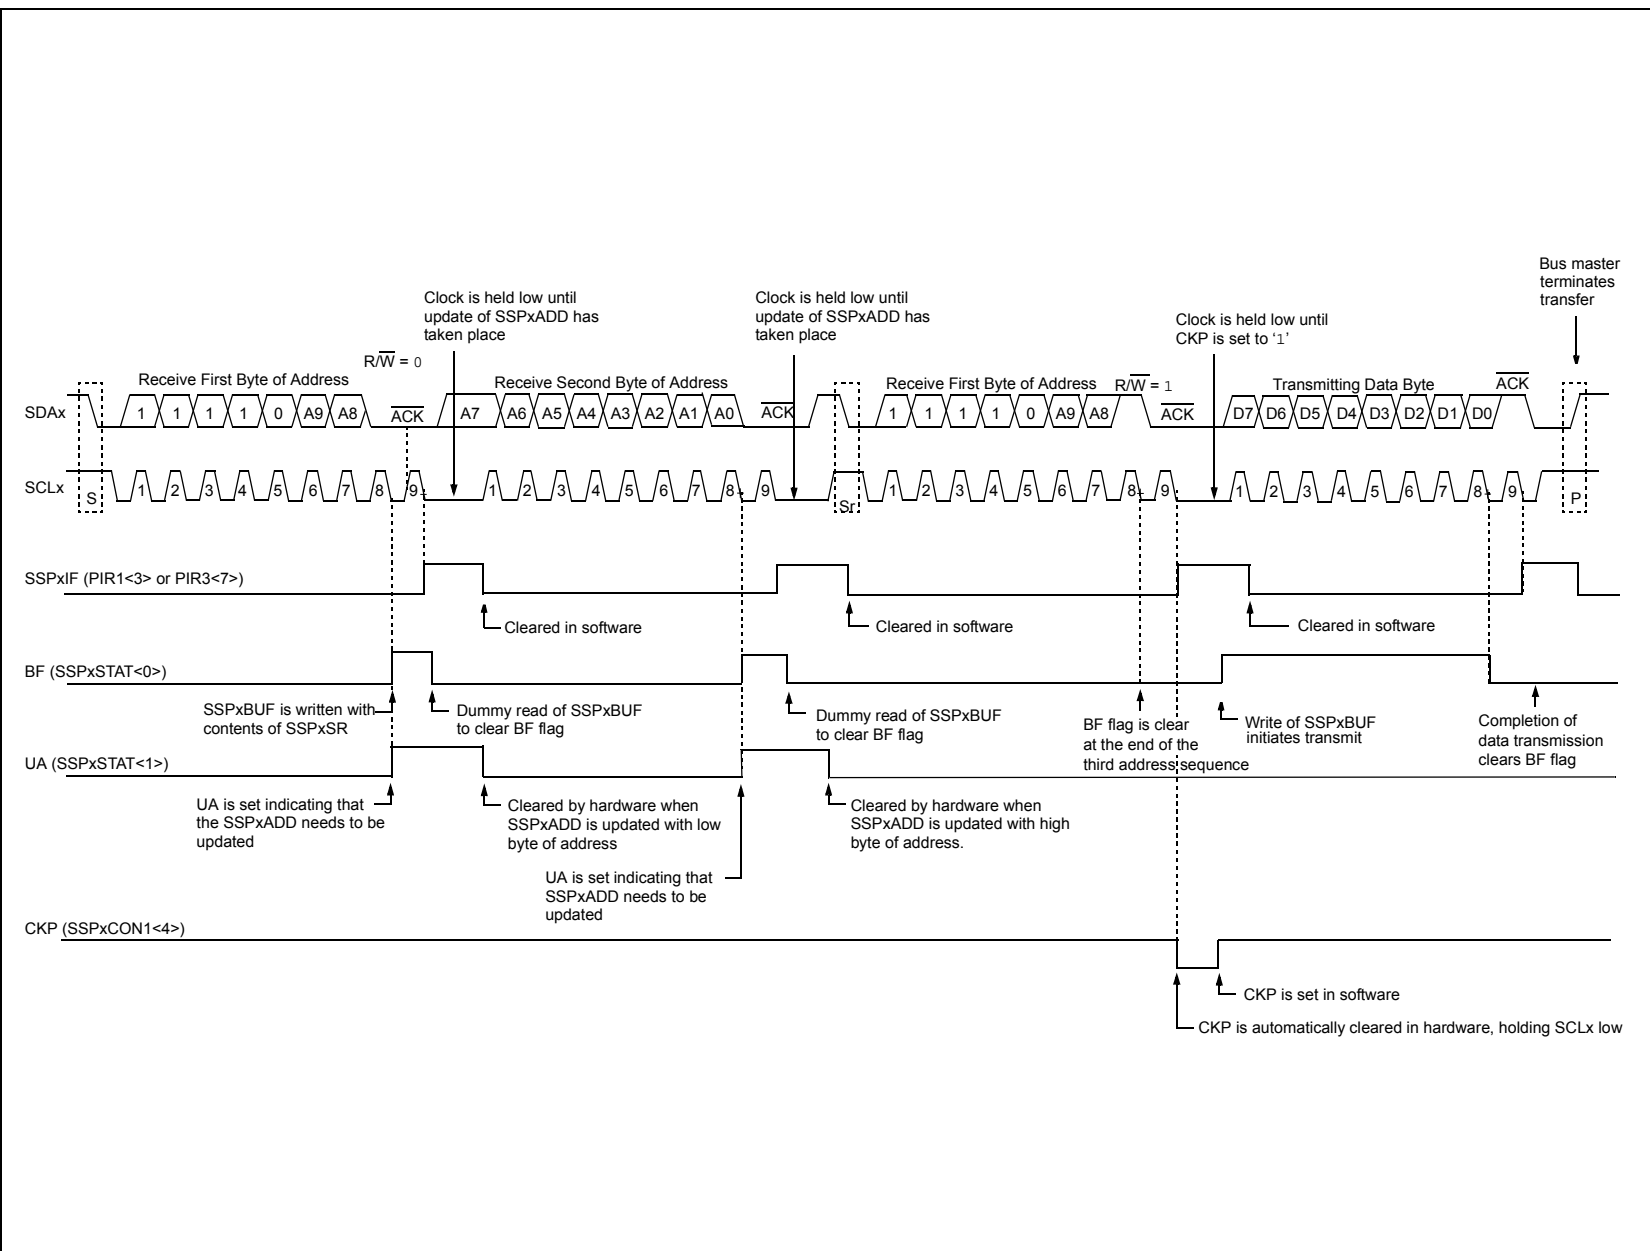 Bus master
terminates
transfer
Clock is held low until
update of SSPxADD has
taken place
Clock is held low until
update of SSPxADD has
taken place
Clock is held low until
CKP is set to ‘1’
R/W = 0
Receive First Byte of Address
Receive Second Byte of Address
Receive First Byte of Address
R/W = 1
Transmitting Data Byte
ACK
SDAx
1 1 1 1 0 A9 A8
ACK
A7 A6 A5 A4 A3 A2 A1 A0
ACK
1 1 1 1 0 A9 A8
ACK
D7 D6 D5 D4 D3 D2 D1 D0
SCLx
S
1 2 3 4 5 6 7 8 9
1 2 3 4 5 6 7 8 9
Sr
1 2 3 4 5 6 7 8 9
1 2 3 4 5 6 7 8 9
P
SSPxIF (PIR1<3> or PIR3<7>)
Cleared in software
Cleared in software
Cleared in software
BF (SSPxSTAT<0>)
SSPxBUF is written with
contents of SSPxSR
Dummy read of SSPxBUF
to clear BF flag
Dummy read of SSPxBUF
to clear BF flag
BF flag is clear
at the end of the
third address sequence
Write of SSPxBUF
initiates transmit
Completion of
data transmission
clears BF flag
UA (SSPxSTAT<1>)
UA is set indicating that
the SSPxADD needs to be
updated
Cleared by hardware when
SSPxADD is updated with low
byte of address
UA is set indicating that
SSPxADD needs to be
updated
Cleared by hardware when
SSPxADD is updated with high
byte of address.
CKP (SSPxCON1<4>)
CKP is set in software
CKP is automatically cleared in hardware, holding SCLx low